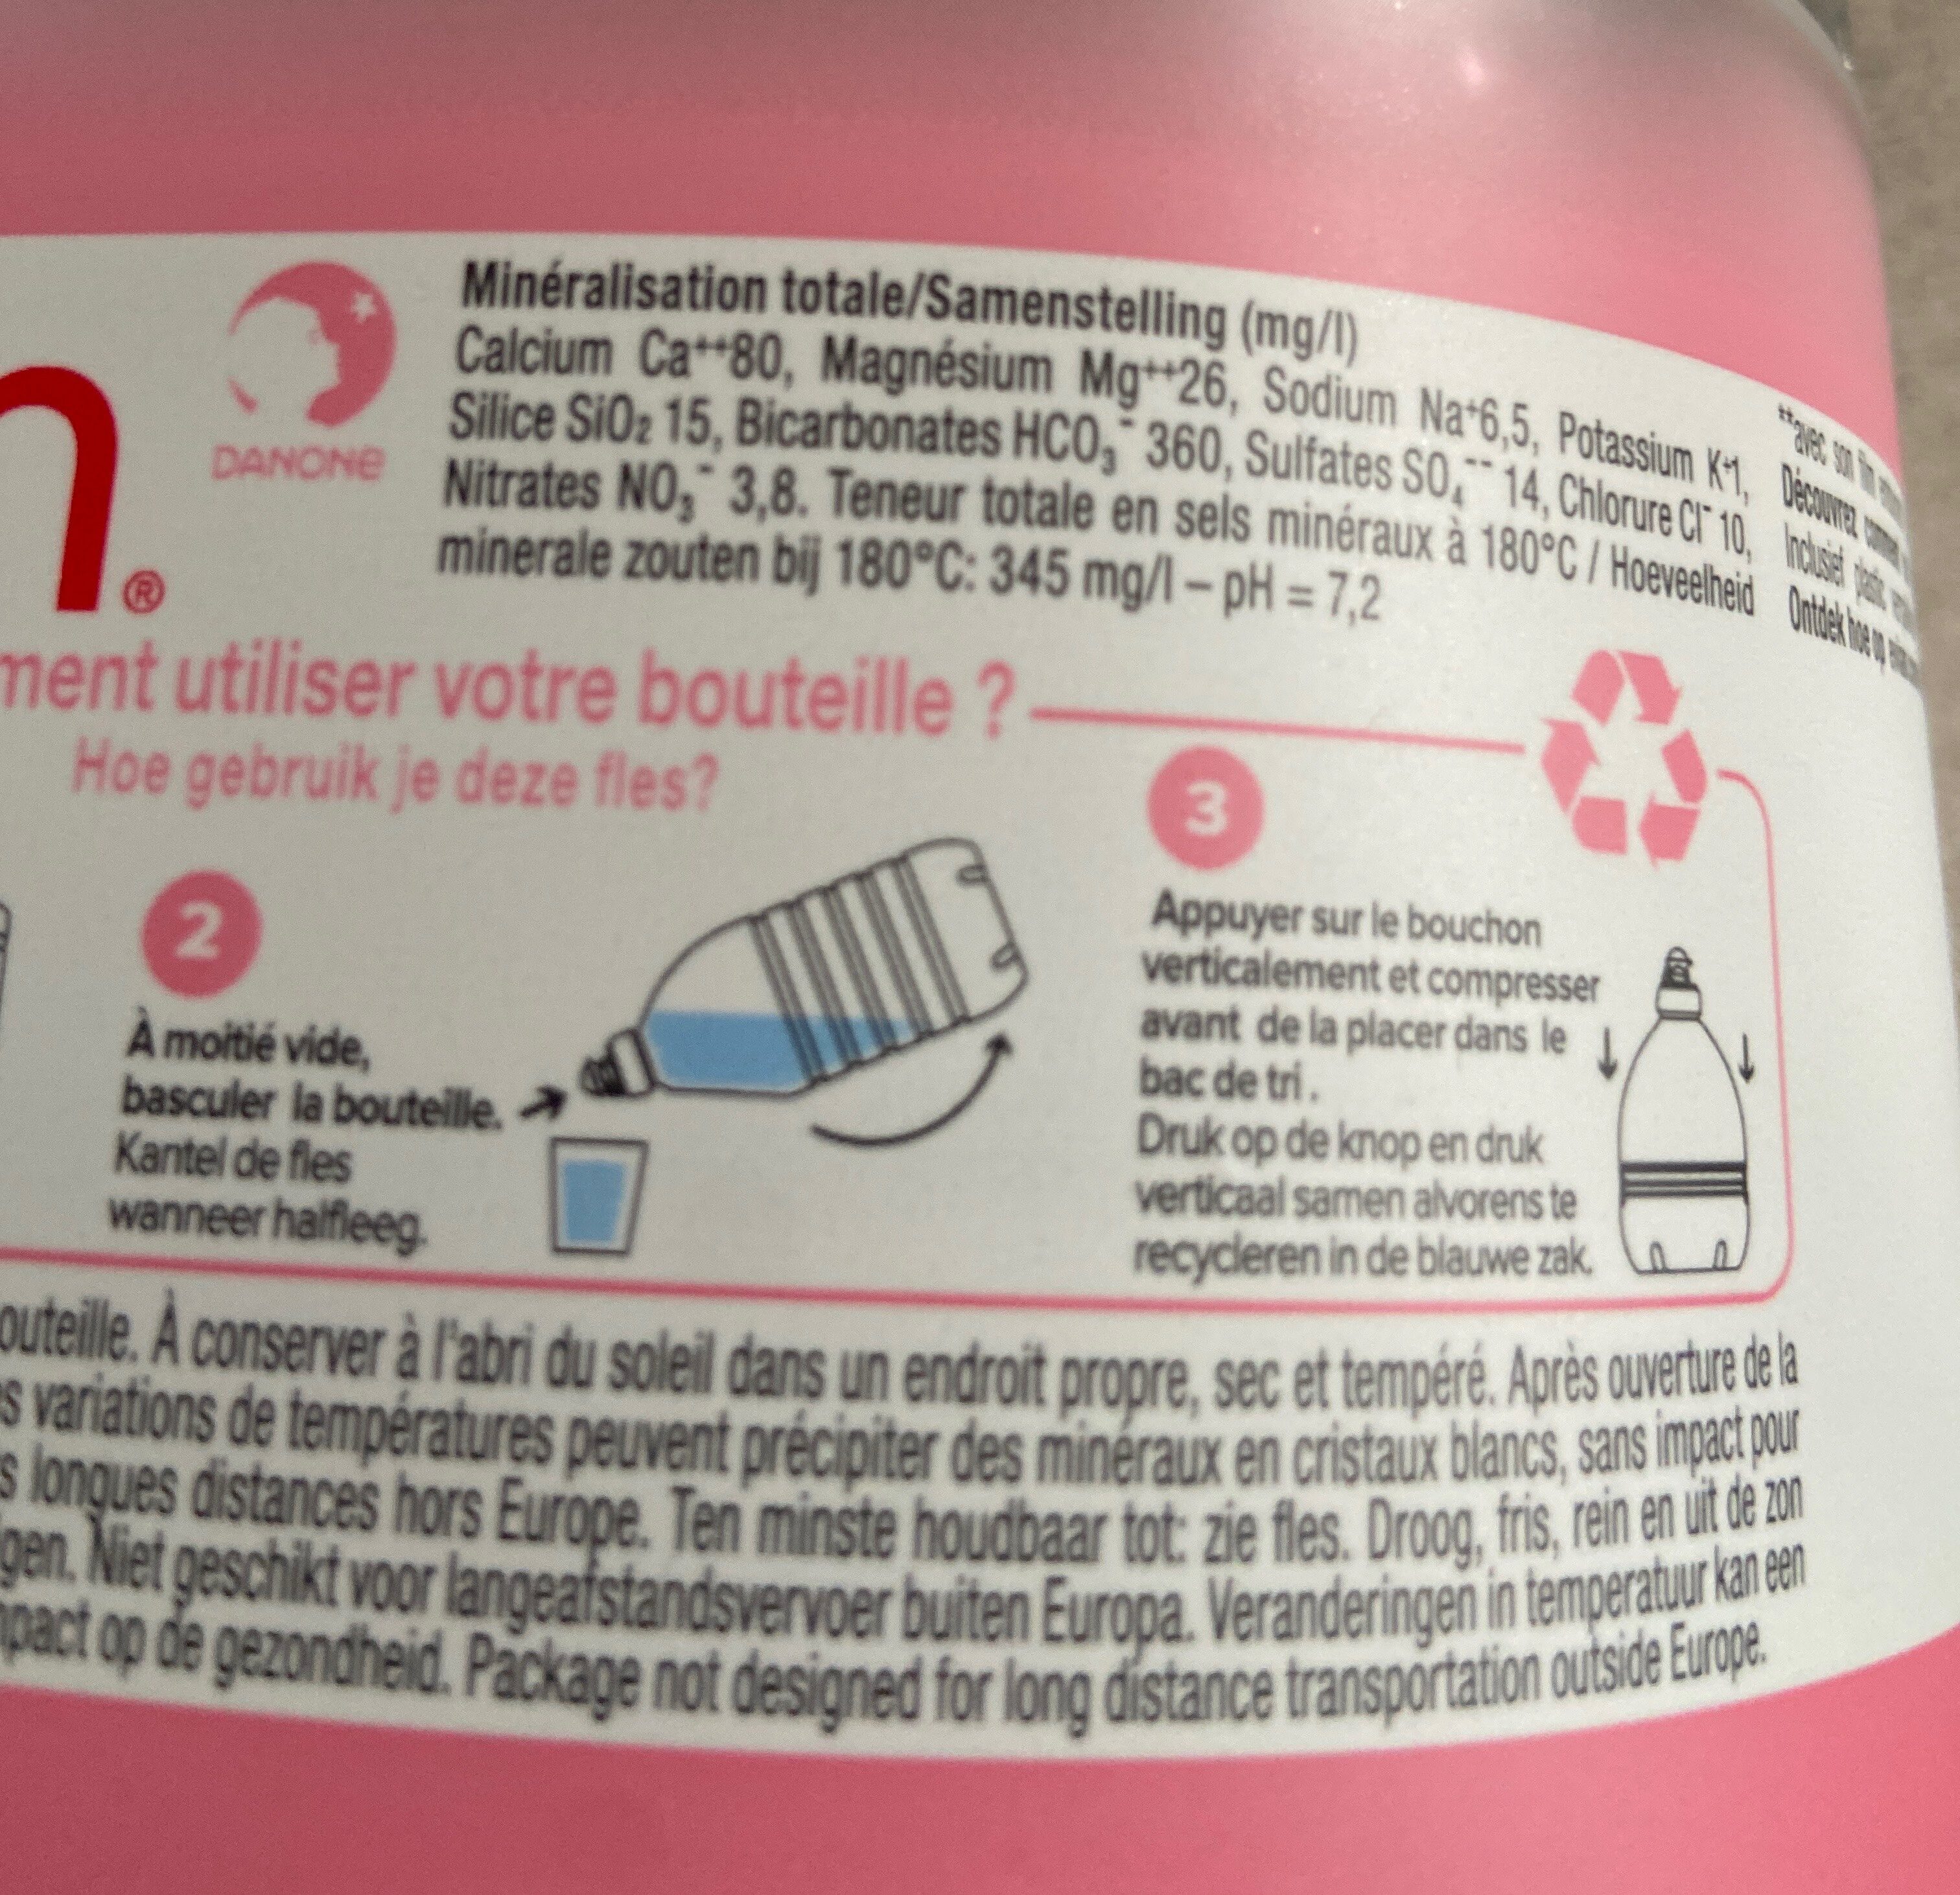 n®
DANONE
Minéralisation totale/Samenstelling (mg/l)
Calcium Ca⁺⁺80, Magnésium Mg⁺⁺26, Sodium Na⁺6,5, Potassium K⁺1,
Silice SiO₂ 15, Bicarbonates HCO₃⁻ 360, Sulfates SO₄⁻⁻ 14, Chlorure Cl⁻ 10,
Nitrates NO₃⁻ 3,8. Teneur totale en sels minéraux à 180°C / Hoeveelheid
minerale zouten bij 180°C: 345 mg/l – pH = 7,2
**avec son film
Découvrez
Inclusief plastic
Ontdek hoe op
ment utiliser votre bouteille ?
Hoe gebruik je deze fles?
2
À moitié vide,
basculer la bouteille.
Kantel de fles
wanneer halfleeg.
3
Appuyer sur le bouchon
verticalement et compresser
avant de la placer dans le
bac de tri.
Druk op de knop en druk
verticaal samen alvorens te
recycleren in de blauwe zak.
outeille. À conserver à l'abri du soleil dans un endroit propre, sec et tempéré. Après ouverture de la
s variations de températures peuvent précipiter des minéraux en cristaux blancs, sans impact pour
s longues distances hors Europe. Ten minste houdbaar tot: zie fles. Droog, fris, rein en uit de zon
gen. Niet geschikt voor langeafstandsvervoer buiten Europa. Veranderingen in temperatuur kan een
mpact op de gezondheid. Package not designed for long distance transportation outside Europe.